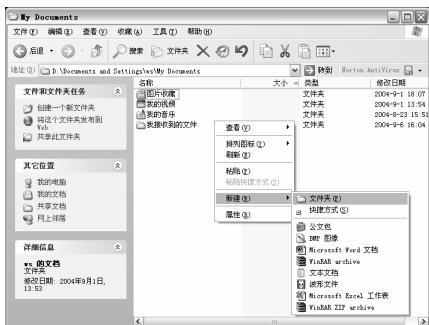 My Documents
文件(F) 编辑(E) 查看(V) 收藏(A) 工具(T) 帮助(H)
后退 搜索 文件夹
地址(D) D:\Documents and Settings\ws\My Documents 转到 Norton AntiVirus
文件和文件夹任务
创建一个新文件夹
将这个文件夹发布到
Web
共享此文件夹
其它位置
我的电脑
我的文档
共享文档
网上邻居
详细信息
ws 的文档
文件夹
修改日期: 2004年9月1日,
13:53
名称 大小 类型 修改日期
图片收藏 文件夹 2004-9-1 18:07
我的视频 文件夹 2004-9-1 13:54
我的音乐 文件夹 2004-8-23 15:51
我接收到的文件 文件夹 2004-9-6 16:04
查看(V)
排列图标(I)
刷新(E)
粘贴(P)
粘贴快捷方式(S)
新建(W)
属性(R)
文件夹(F)
快捷方式(S)
公文包
BMP 图像
Microsoft Word 文档
WinRAR archive
文本文档
波形文件
Microsoft Excel 工作表
WinRAR ZIP archive